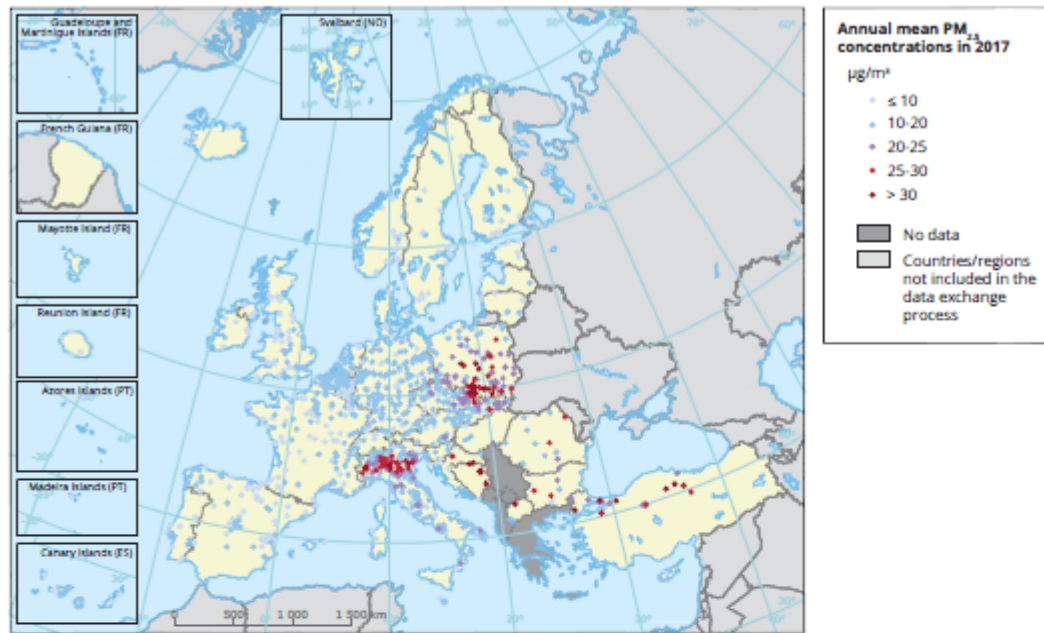 Guadeloupe and
Martinique Islands (FR)
Svalbard (NO)
French Guiana (FR)
Mayotte Island (FR)
Reunion Island (FR)
Azores Islands (PT)
Madeira Islands (PT)
Canary Islands (ES)
0 500 1 000 1 500 km
Annual mean PM2.5
concentrations in 2017
µg/m³
≤ 10
10-20
20-25
25-30
> 30
No data
Countries/regions
not included in the
data exchange
process